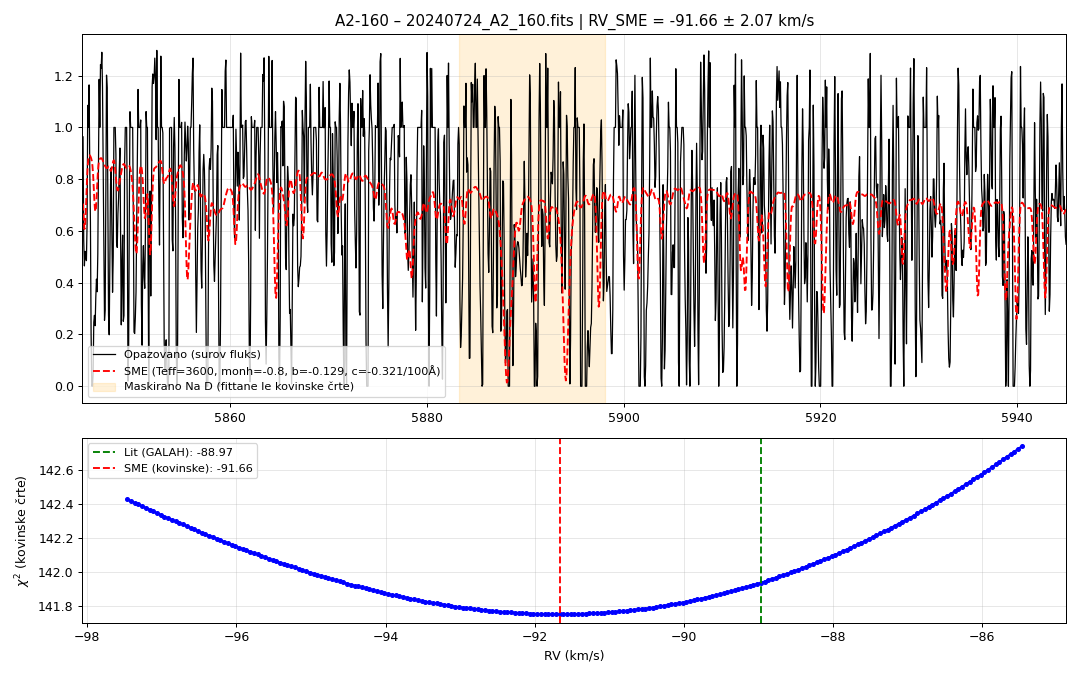 A2-160 – 20240724_A2_160.fits | RV_SME = -91.66 ± 2.07 km/s
1.2
1.0
0.8
0.6
0.4
0.2
0.0
Opazovano (surov fluks)
SME (Teff=3600, monh=-0.8, b=-0.129, c=-0.321/100Å)
Maskirano Na D (fittane le kovinske črte)
5860 5880 5900 5920 5940
142.6
142.4
142.2
142.0
141.8
χ² (kovinske črte)
Lit (GALAH): -88.97
SME (kovinske): -91.66
−98 −96 −94 −92 −90 −88 −86
RV (km/s)